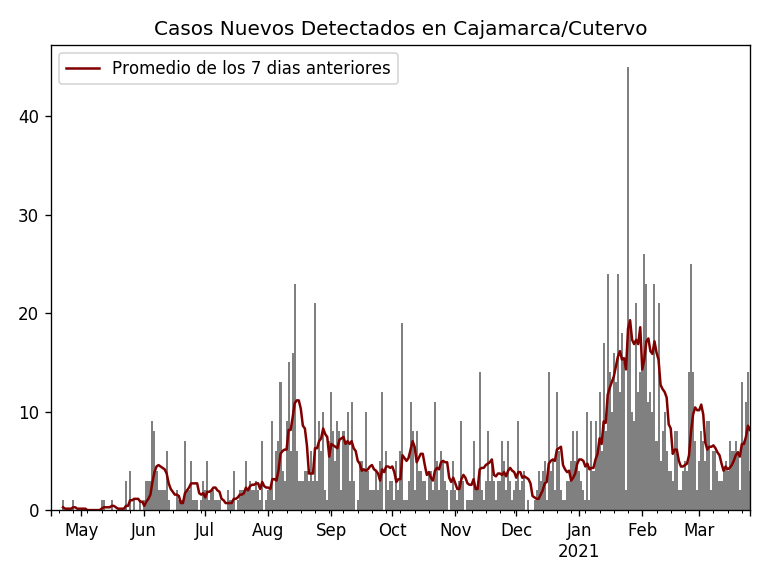 Casos Nuevos Detectados en Cajamarca/Cutervo
Promedio de los 7 dias anteriores
40
30
20
10
0
May Jun Jul Aug Sep Oct Nov Dec Jan Feb Mar
2021